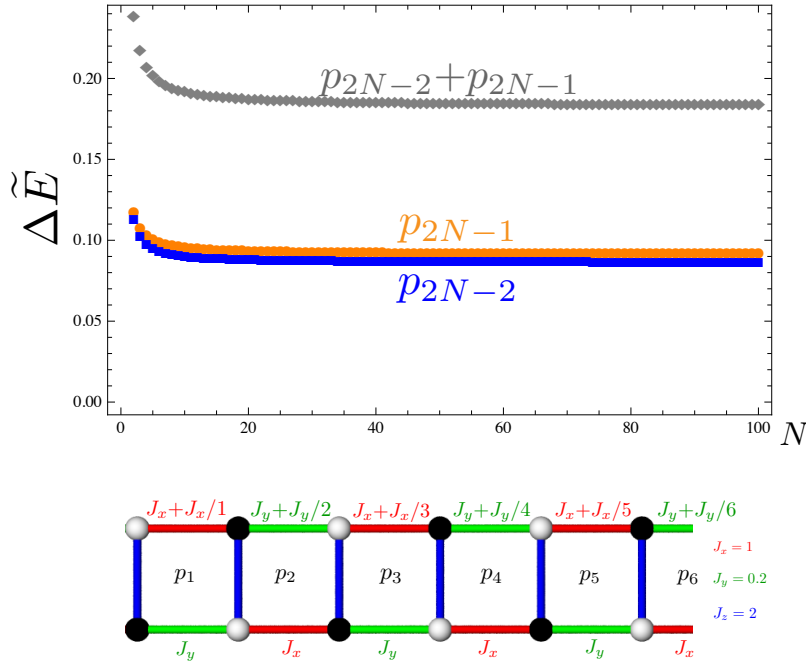 0.20
p_{2N-2}+p_{2N-1}
0.15
ΔẼ
0.10
p_{2N-1}
p_{2N-2}
0.05
0.00
0 20 40 60 80 100 N
J_x+J_x/1 J_y+J_y/2 J_x+J_x/3 J_y+J_y/4 J_x+J_x/5 J_y+J_y/6
J_x = 1
p_1 p_2 p_3 p_4 p_5 p_6 J_y = 0.2
J_z = 2
J_y J_x J_y J_x J_y J_x